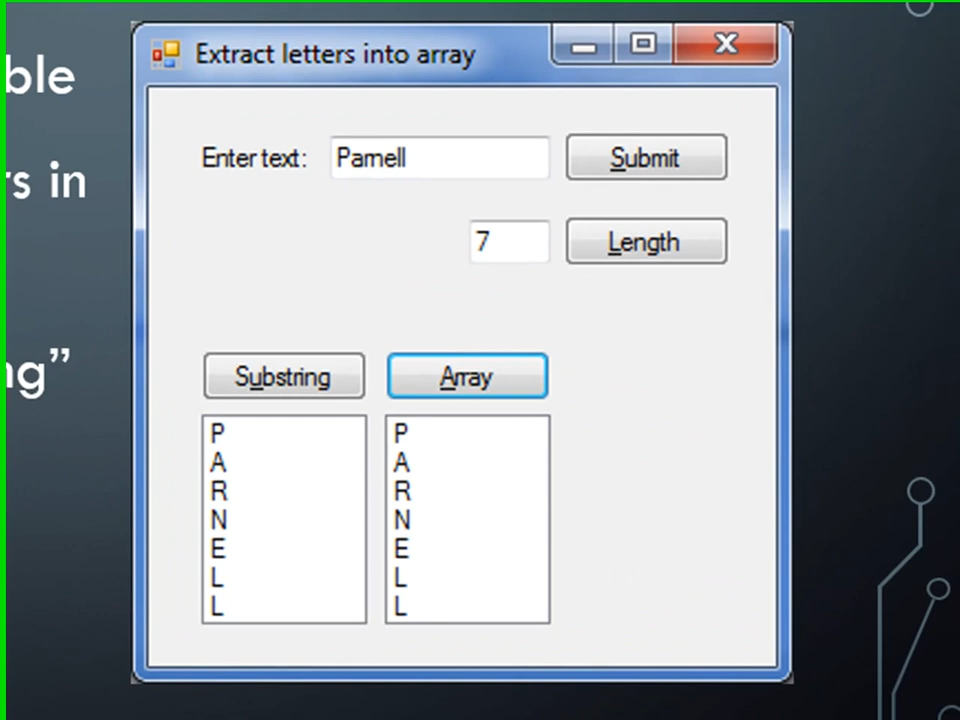 ble
rs in
ng”
Extract letters into array
Enter text: Parnell
Submit
7
Length
Substring
Array
P
A
R
N
E
L
L
P
A
R
N
E
L
L